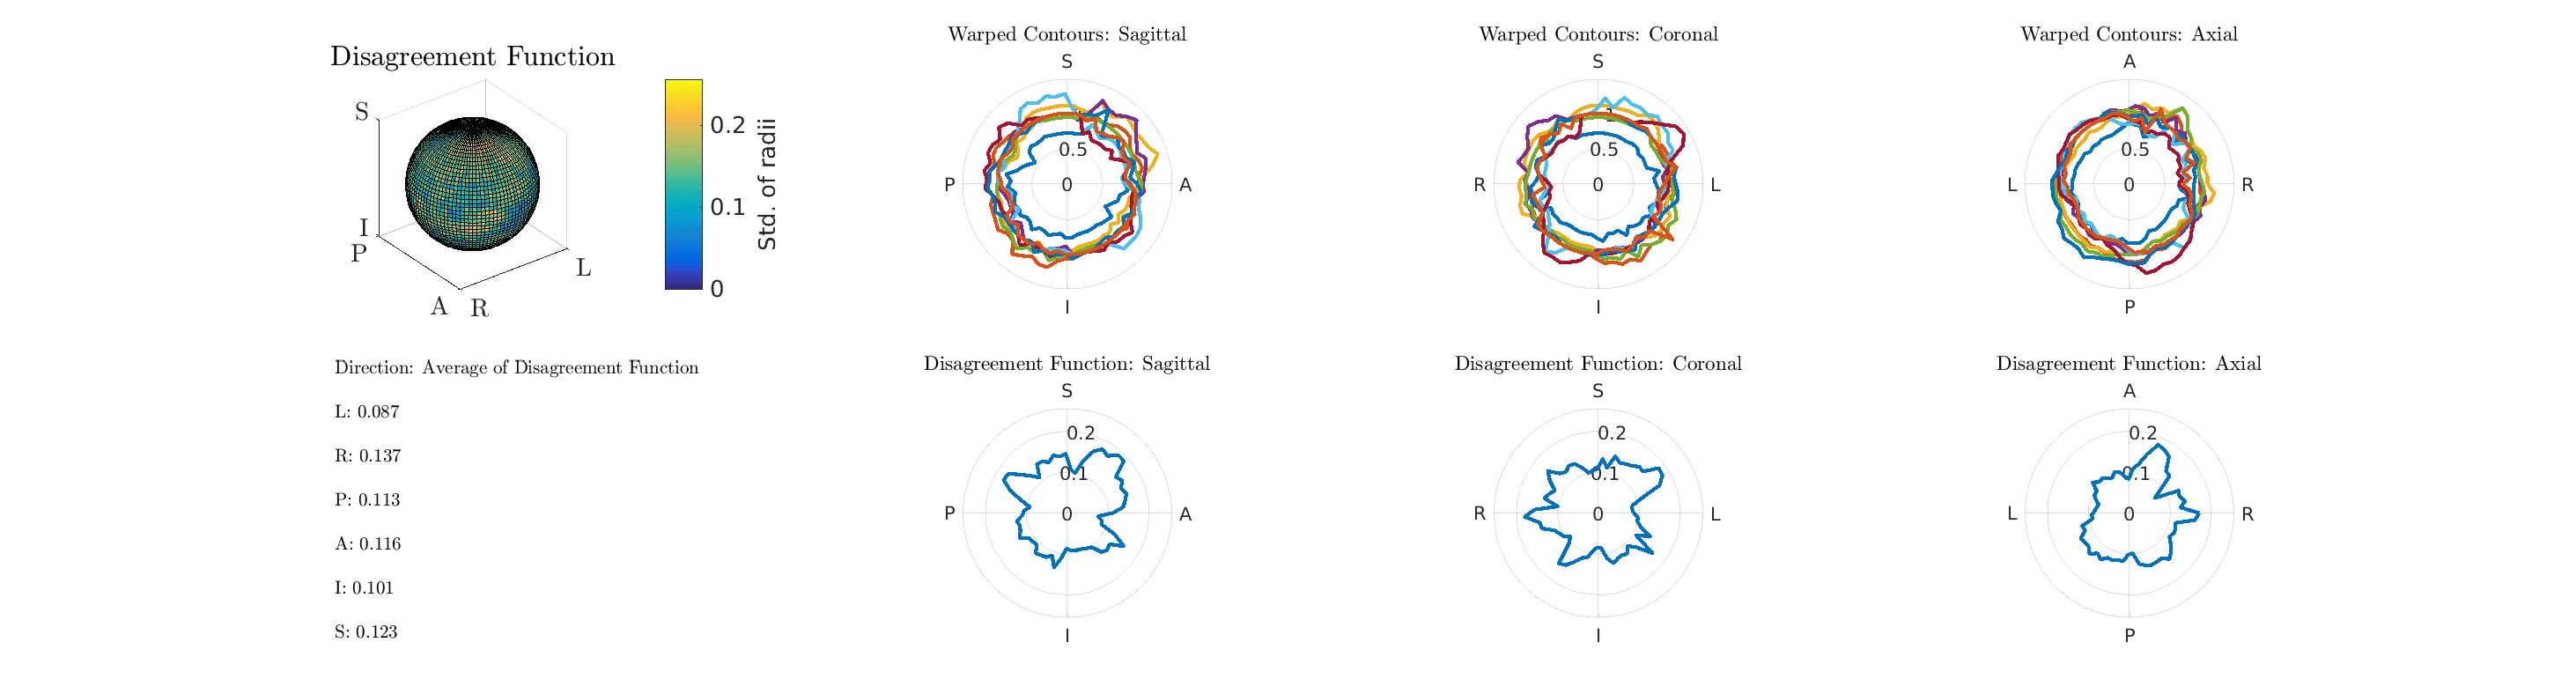 Disagreement Function
S
I
P
A
R
L
0.2
0.1
0
Std. of radii
Warped Contours: Sagittal
S
1
0.5
0
P
A
I
Warped Contours: Coronal
S
1
0.5
0
R
L
I
Warped Contours: Axial
A
0.5
0
L
R
P
Direction: Average of Disagreement Function
L: 0.087
R: 0.137
P: 0.113
A: 0.116
I: 0.101
S: 0.123
Disagreement Function: Sagittal
S
0.2
0.1
0
P
A
I
Disagreement Function: Coronal
S
0.2
0.1
0
R
L
I
Disagreement Function: Axial
A
0.2
0.1
0
L
R
P